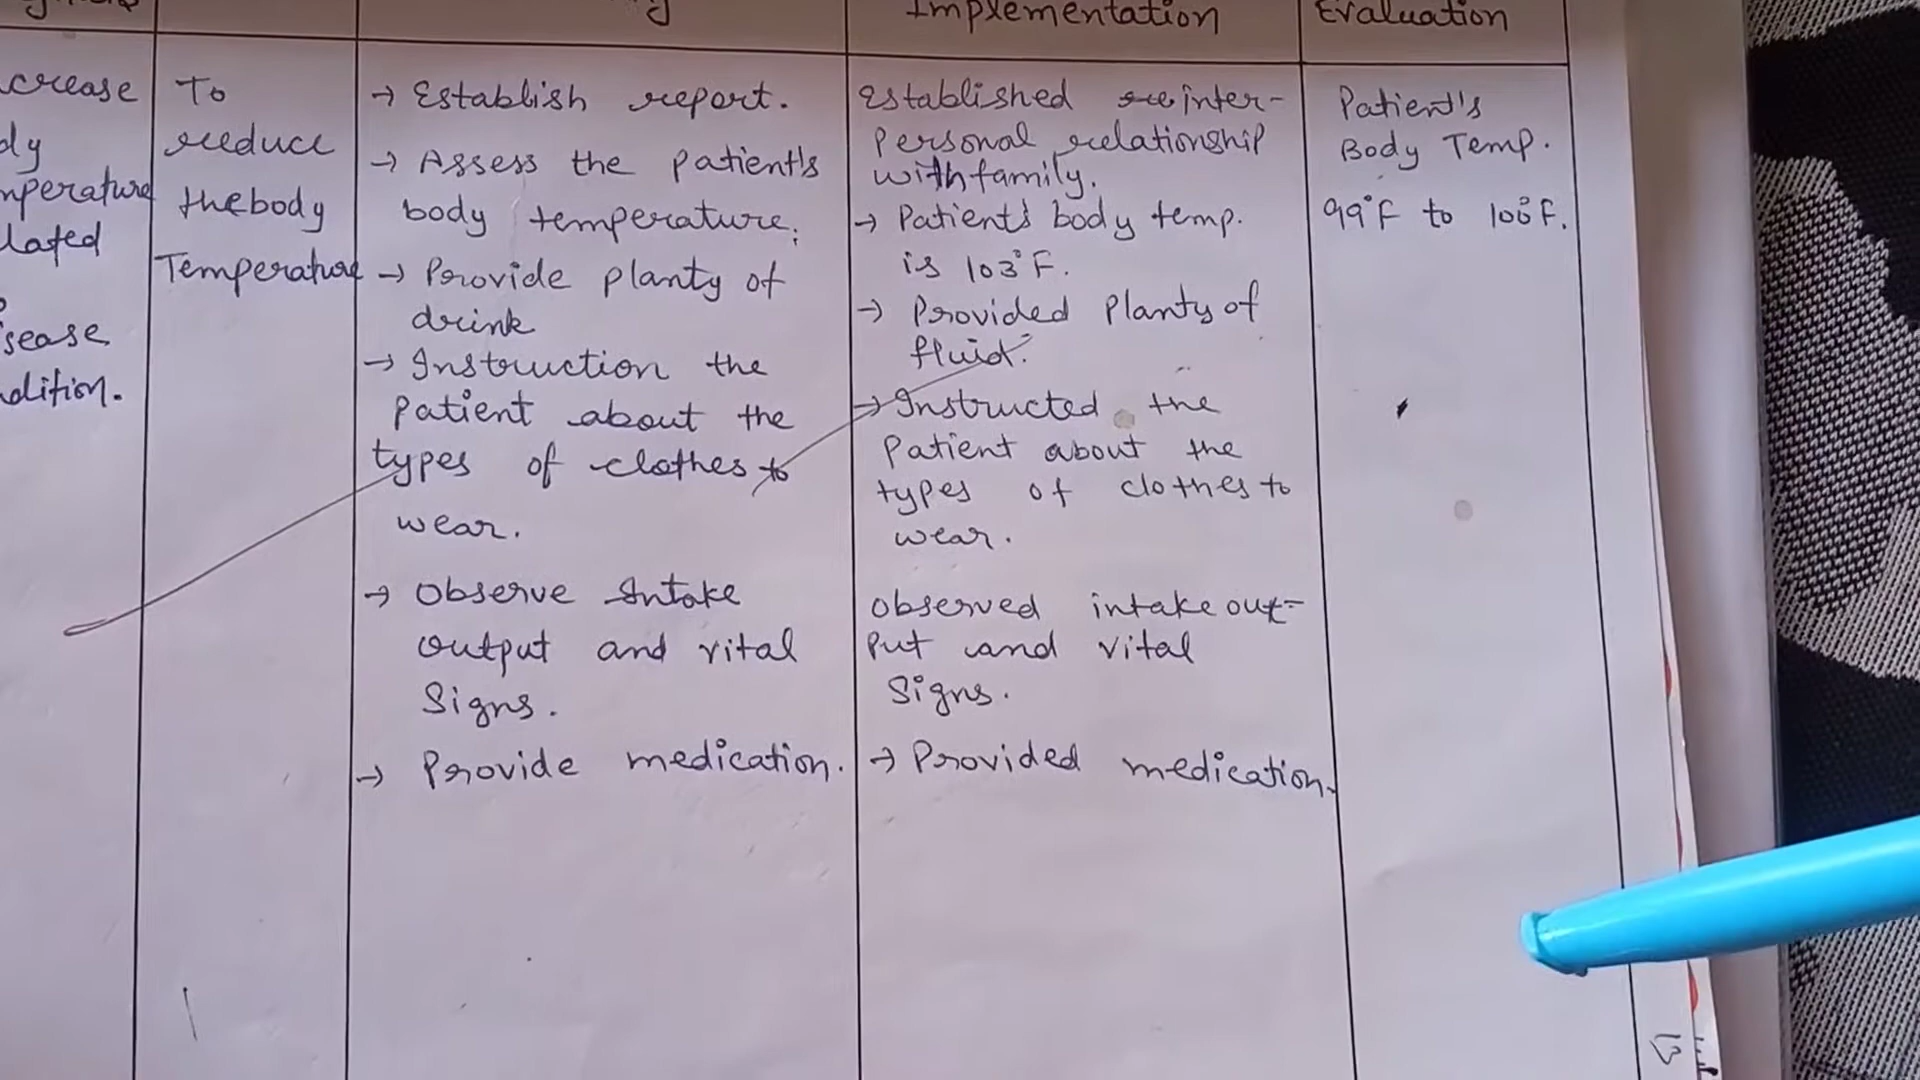 Implementation
Evaluation
crease
dy
mperature
lated
sease
dition.
To
reduce
the body
Temperature
→ Establish report.
→ Assess the patient's
body temperature.
→ Provide planty of
drink
→ Instruction the
patient about the
types of clothes to
wear.
→ Observe Intake
output and vital
Signs.
→ Provide medication.
Established inter-
personal relationship
with family.
→ Patient's body temp.
is 103°F.
→ Provided planty of
fluid.
→ Instructed the
patient about the
types of clothes to
wear.
Observed intake out-
put and vital
Signs.
→ Provided medication.
Patient's
Body Temp.
99°F to 100°F.